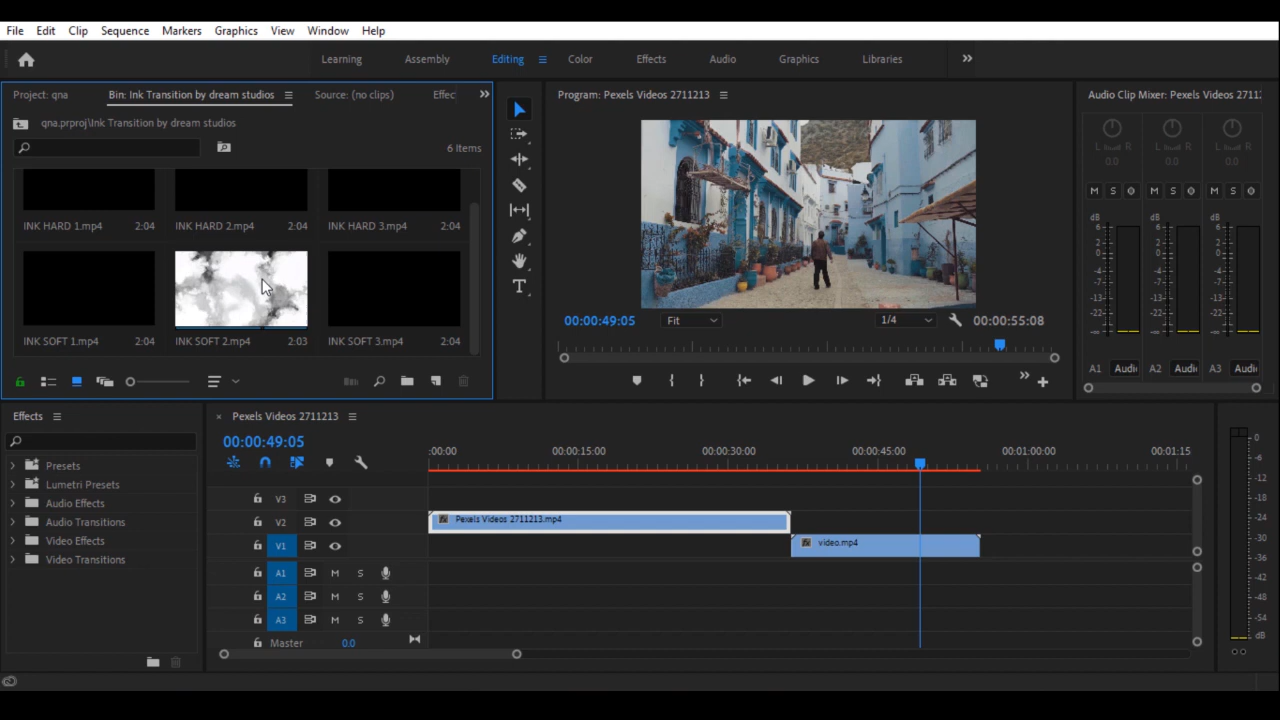 File Edit Clip Sequence Markers Graphics View Window Help
Learning Assembly Editing Color Effects Audio Graphics Libraries
Project: qna Bin: Ink Transition by dream studios Source: (no clips) Effec
qna.prproj\Ink Transition by dream studios
6 Items
INK HARD 1.mp4 2:04 INK HARD 2.mp4 2:04 INK HARD 3.mp4 2:04
INK SOFT 1.mp4 2:04 INK SOFT 2.mp4 2:03 INK SOFT 3.mp4 2:04
Program: Pexels Videos 2711213
00:00:49:05 Fit 1/4 00:00:55:08
Audio Clip Mixer: Pexels Videos 2711
L R L R L R
0.0 0.0 0.0
M S M S M S
dB dB dB
6 6 6
2 2 2
0 0 0
-4 -4 -4
-7 -7 -7
-13 -13 -13
-22 -22 -22
A1 Audi A2 Audi A3 Audi
Effects
Presets
Lumetri Presets
Audio Effects
Audio Transitions
Video Effects
Video Transitions
Pexels Videos 2711213
00:00:49:05
:00:00 00:00:15:00 00:00:30:00 00:00:45:00 00:01:00:00 00:01:15
V3
V2 Pexels Videos 2711213.mp4
V1 video.mp4
A1 M S
A2 M S
A3 M S
Master 0.0
0
-6
-12
-18
-24
-30
-36
-42
-48
-54
dB